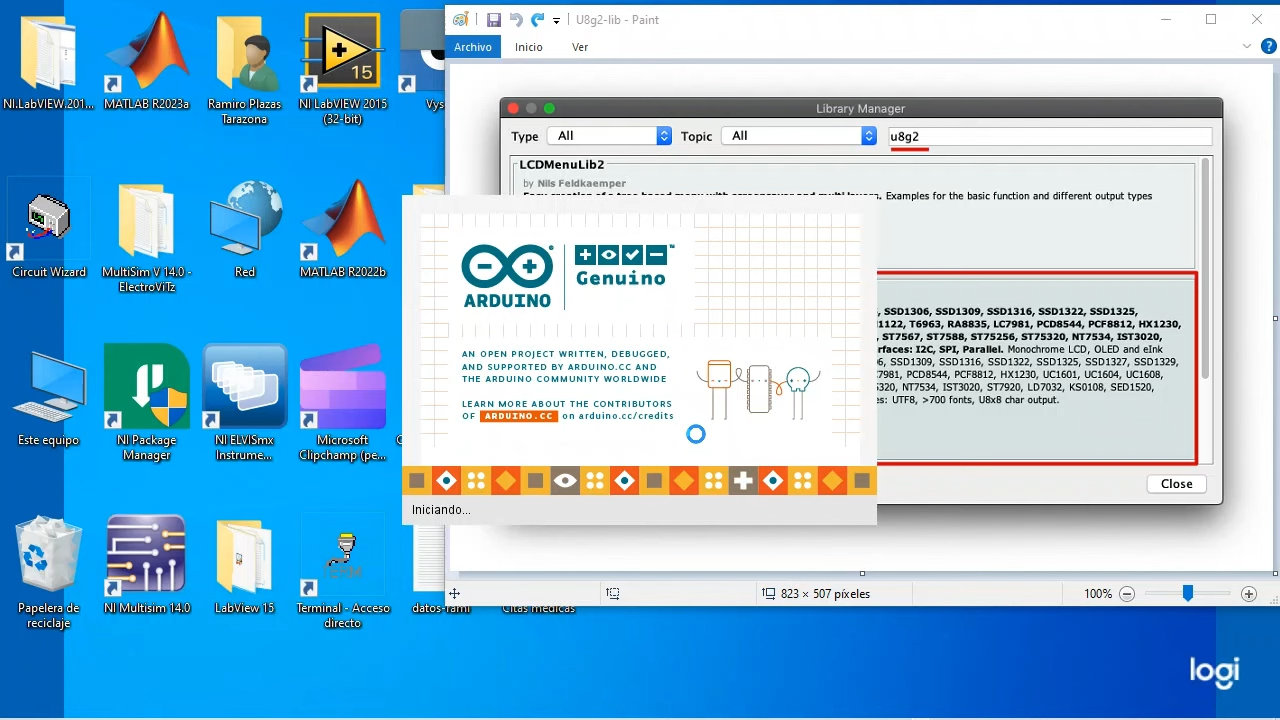 NI.LabVIEW.201...
MATLAB R2023a
Ramiro Plazas
Tarazona
15
NI LabVIEW 2015
(32-bit)
Circuit Wizard
MultiSim V 14.0 -
ElectroViTz
Red
MATLAB R2022b
Este equipo
NI Package
Manager
NI ELVISmx
Instrume...
Microsoft
Clipchamp (pe...
Papelera de
reciclaje
NI Multisim 14.0
LabView 15
Terminal - Acceso
directo
datos-rami
Citas médicas
U8g2-lib - Paint
Archivo
Inicio
Ver
Library Manager
Type
All
Topic
All
u8g2
LCDMenuLib2
by Nils Feldkaemper
Examples for the basic function and different output types
SSD1306, SSD1309, SSD1316, SSD1322, SSD1325,
1122, T6963, RA8835, LC7981, PCD8544, PCF8812, HX1230,
ST7567, ST7588, ST75256, ST75320, NT7534, IST3020,
rfaces: I2C, SPI, Parallel. Monochrome LCD, OLED and eInk
SSD1309, SSD1316, SSD1322, SSD1325, SSD1327, SSD1329,
PCD8544, PCF8812, HX1230, UC1601, UC1604, UC1608,
NT7534, IST3020, ST7920, LD7032, KS0108, SED1520,
es: UTF8, >700 fonts, U8x8 char output.
Close
ARDUINO
Genuino
TM
AN OPEN PROJECT WRITTEN, DEBUGGED,
AND SUPPORTED BY ARDUINO.CC AND
THE ARDUINO COMMUNITY WORLDWIDE
LEARN MORE ABOUT THE CONTRIBUTORS
OF ARDUINO.CC on arduino.cc/credits
Iniciando...
823 × 507 píxeles
100%
logi